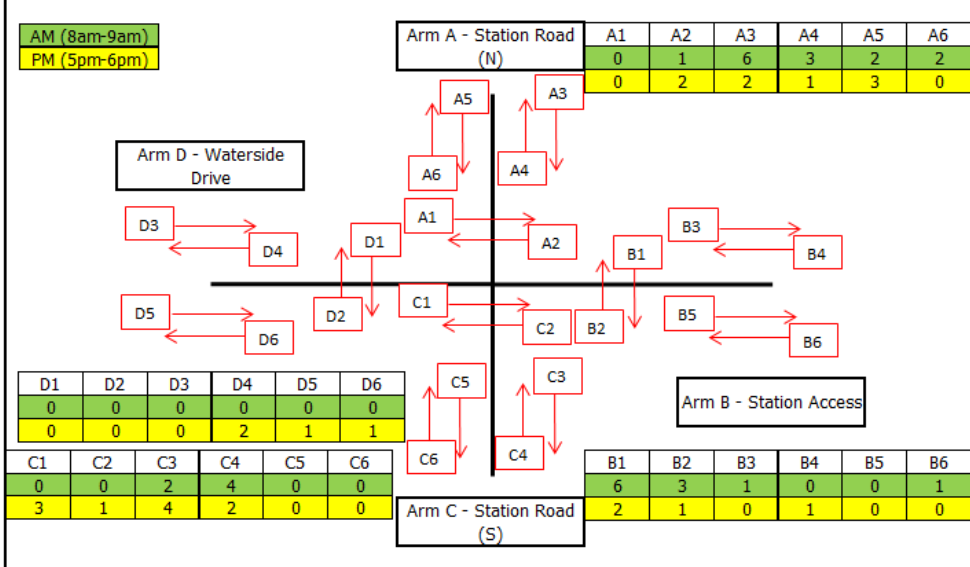 AM (8am-9am)
PM (5pm-6pm)
Arm A - Station Road
(N)
A1 A2 A3 A4 A5 A6
0 1 6 3 2 2
0 2 2 1 3 0
A5
A3
A6
A4
Arm D - Waterside
Drive
A1
A2
D3
D4
D1
B1
B3
B4
D2
C1
C2
B2
D5
D6
B5
B6
C5
C3
C6
C4
D1 D2 D3 D4 D5 D6
0 0 0 0 0 0
0 0 0 2 1 1
Arm B - Station Access
C1 C2 C3 C4 C5 C6
0 0 2 4 0 0
3 1 4 2 0 0
Arm C - Station Road
(S)
B1 B2 B3 B4 B5 B6
6 3 1 0 0 1
2 1 0 1 0 0